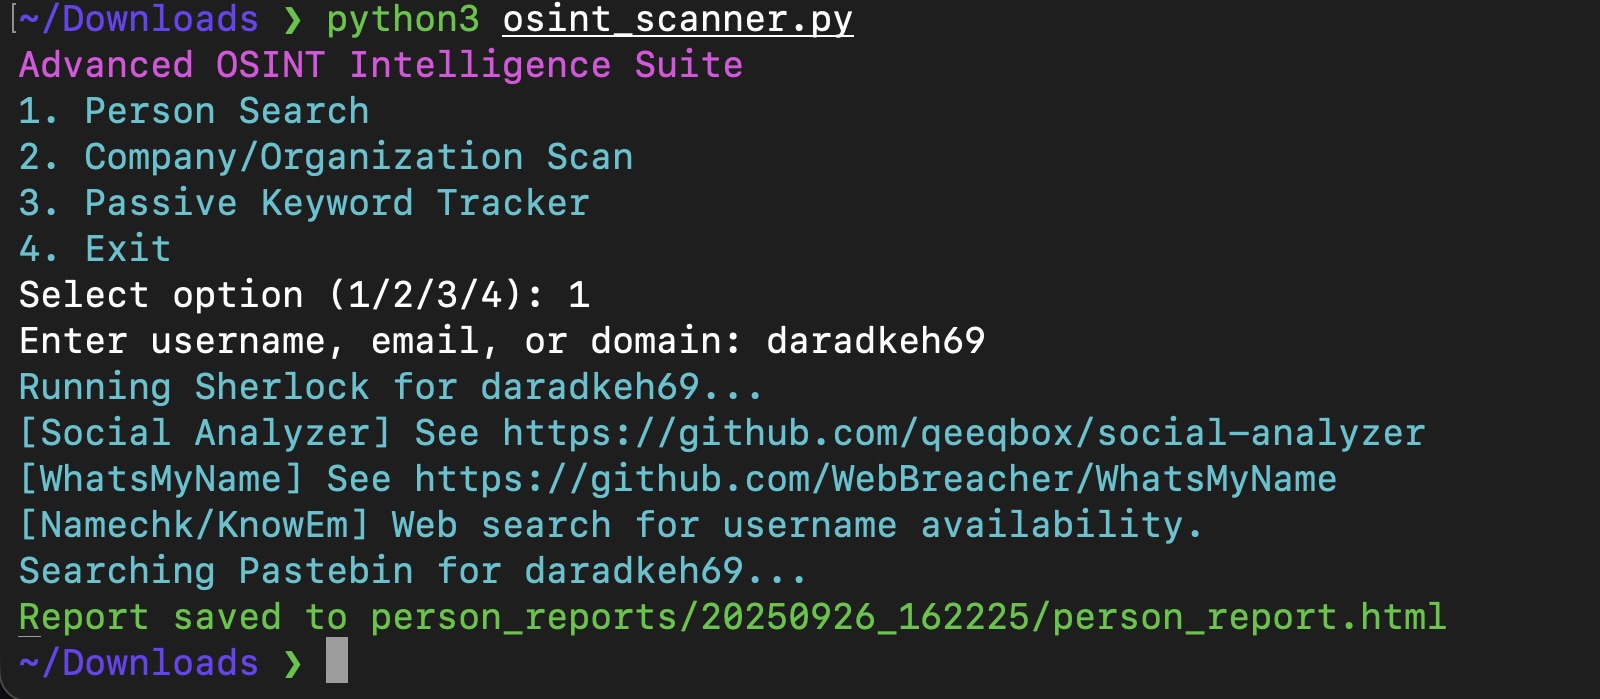 [~/Downloads ❯ python3 osint_scanner.py
Advanced OSINT Intelligence Suite
1. Person Search
2. Company/Organization Scan
3. Passive Keyword Tracker
4. Exit
Select option (1/2/3/4): 1
Enter username, email, or domain: daradkeh69
Running Sherlock for daradkeh69...
[Social Analyzer] See https://github.com/qeeqbox/social-analyzer
[WhatsMyName] See https://github.com/WebBreacher/WhatsMyName
[Namechk/KnowEm] Web search for username availability.
Searching Pastebin for daradkeh69...
Report saved to person_reports/20250926_162225/person_report.html
~/Downloads ❯